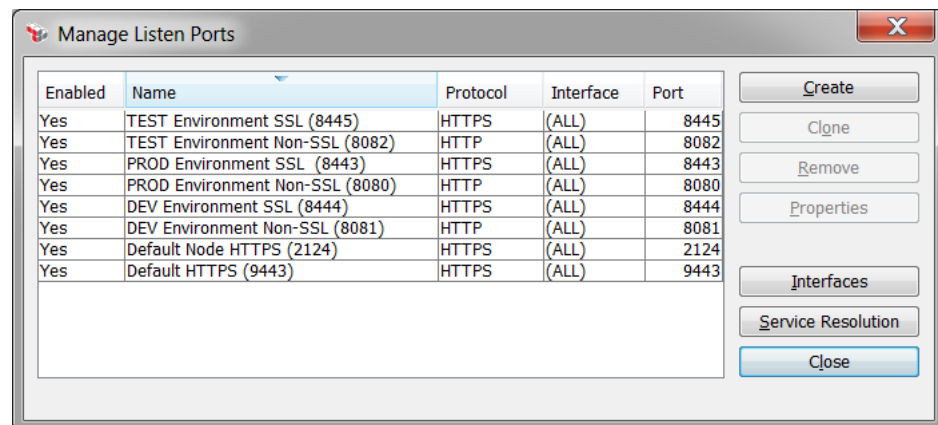 Manage Listen Ports
X
Enabled Name Protocol Interface Port
Yes TEST Environment SSL (8445) HTTPS (ALL) 8445
Yes TEST Environment Non-SSL (8082) HTTP (ALL) 8082
Yes PROD Environment SSL  (8443) HTTPS (ALL) 8443
Yes PROD Environment Non-SSL (8080) HTTP (ALL) 8080
Yes DEV Environment SSL (8444) HTTPS (ALL) 8444
Yes DEV Environment Non-SSL (8081) HTTP (ALL) 8081
Yes Default Node HTTPS (2124) HTTPS (ALL) 2124
Yes Default HTTPS (9443) HTTPS (ALL) 9443
Create
Clone
Remove
Properties
Interfaces
Service Resolution
Close